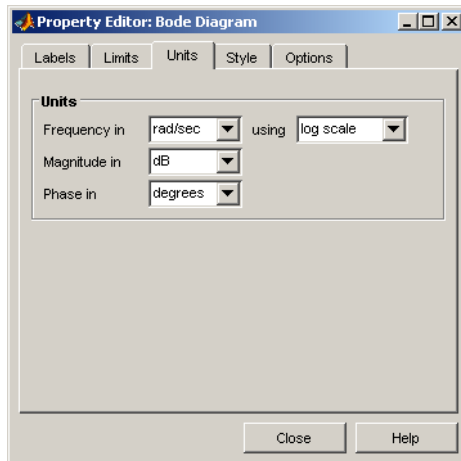 Property Editor: Bode Diagram
Labels Limits Units Style Options
Units
Frequency in rad/sec using log scale
Magnitude in dB
Phase in degrees
Close Help